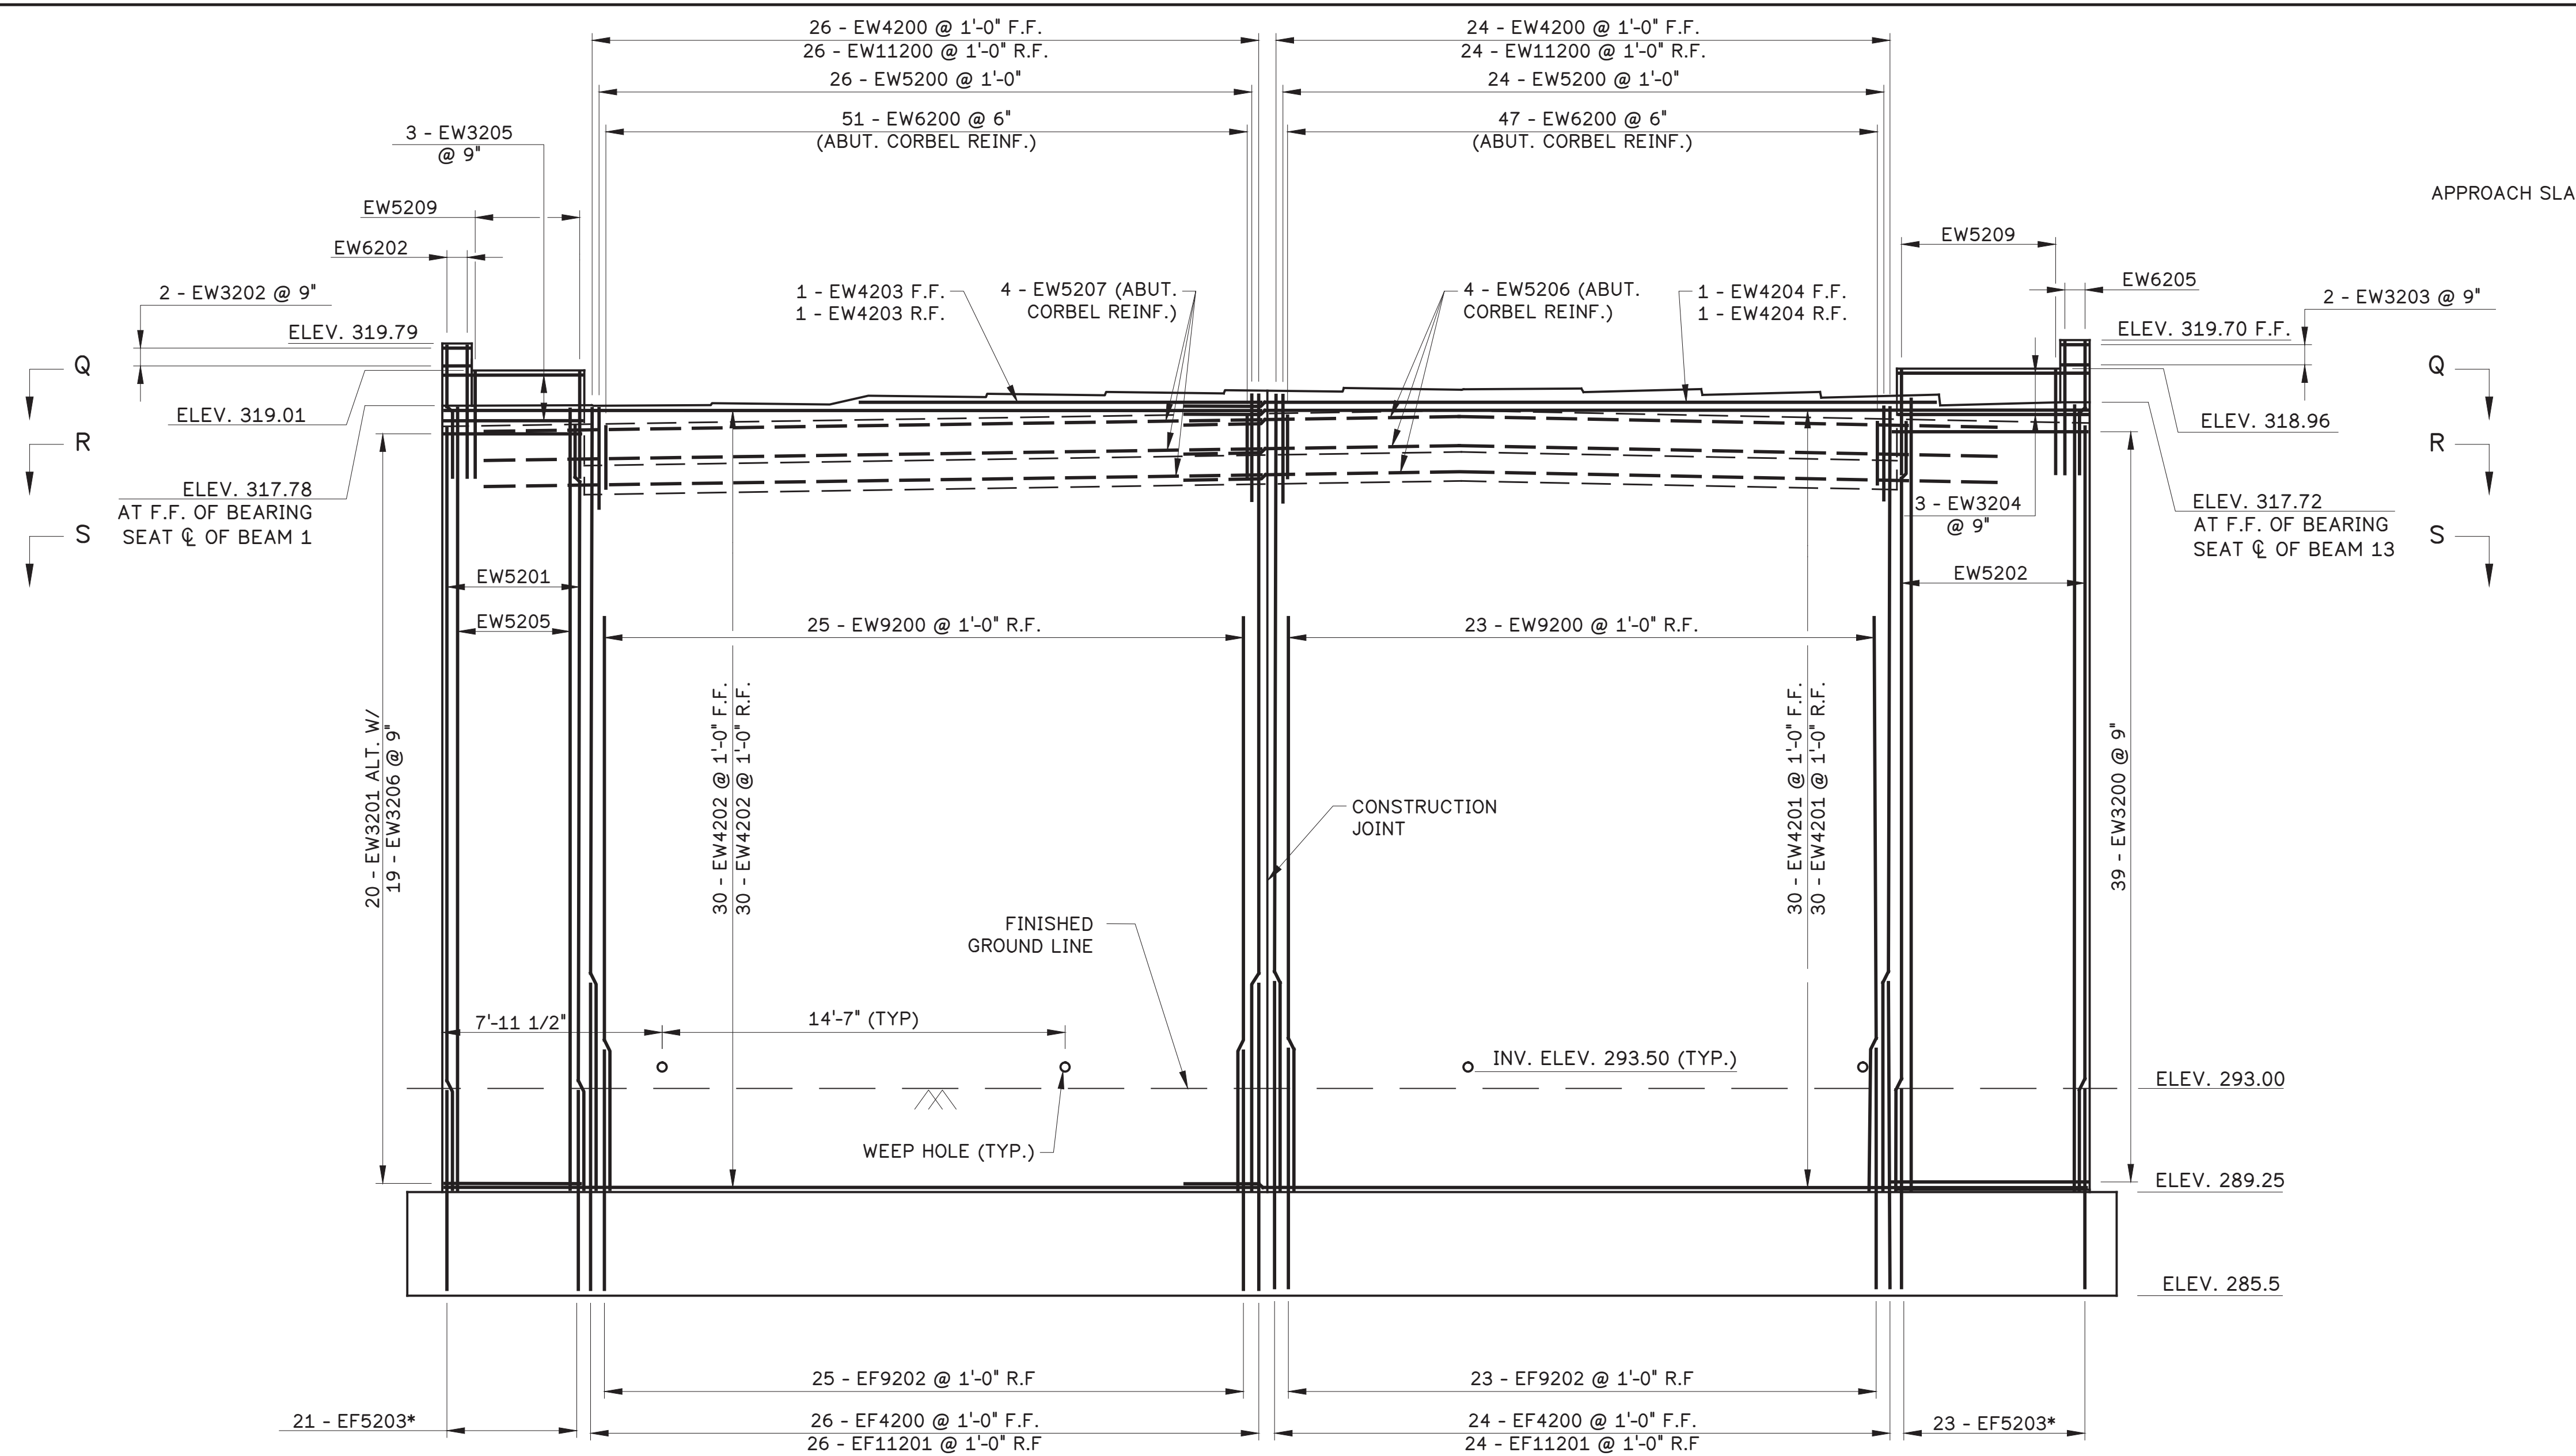 26 - EW4200 @ 1'-0" F.F.
26 - EW11200 @ 1'-0" R.F.
26 - EW5200 @ 1'-0"
51 - EW6200 @ 6"
(ABUT. CORBEL REINF.)
24 - EW4200 @ 1'-0" F.F.
24 - EW11200 @ 1'-0" R.F.
24 - EW5200 @ 1'-0"
47 - EW6200 @ 6"
(ABUT. CORBEL REINF.)
3 - EW3205
@ 9"
APPROACH SLA
EW5209
EW6202
2 - EW3202 @ 9"
ELEV. 319.79
1 - EW4203 F.F.
1 - EW4203 R.F.
4 - EW5207 (ABUT.
CORBEL REINF.)
4 - EW5206 (ABUT.
CORBEL REINF.)
1 - EW4204 F.F.
1 - EW4204 R.F.
EW5209
EW6205
2 - EW3203 @ 9"
ELEV. 319.70 F.F.
Q
Q
ELEV. 319.01
ELEV. 318.96
R
R
ELEV. 317.78
AT F.F. OF BEARING
SEAT ℄ OF BEAM 1
3 - EW3204
@ 9"
ELEV. 317.72
AT F.F. OF BEARING
SEAT ℄ OF BEAM 13
S
S
EW5201
EW5202
EW5205
25 - EW9200 @ 1'-0" R.F.
23 - EW9200 @ 1'-0" R.F.
20 - EW3201 ALT. W/
19 - EW3206 @ 9"
30 - EW4202 @ 1'-0" F.F.
30 - EW4202 @ 1'-0" R.F.
30 - EW4201 @ 1'-0" F.F.
30 - EW4201 @ 1'-0" R.F.
39 - EW3200 @ 9"
CONSTRUCTION
JOINT
FINISHED
GROUND LINE
7'-11 1/2"
14'-7" (TYP)
INV. ELEV. 293.50 (TYP.)
ELEV. 293.00
WEEP HOLE (TYP.)
ELEV. 289.25
ELEV. 285.5
25 - EF9202 @ 1'-0" R.F
23 - EF9202 @ 1'-0" R.F
21 - EF5203*
26 - EF4200 @ 1'-0" F.F.
26 - EF11201 @ 1'-0" R.F
24 - EF4200 @ 1'-0" F.F.
24 - EF11201 @ 1'-0" R.F
23 - EF5203*